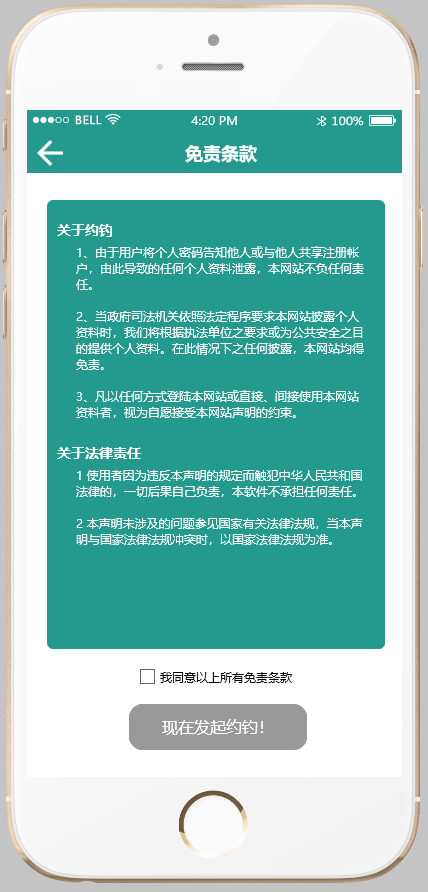 BELL 4:20 PM 100%
免责条款
关于约钓
1、由于用户将个人密码告知他人或与他人共享注册帐
户，由此导致的任何个人资料泄露，本网站不负任何责
任。
2、当政府司法机关依照法定程序要求本网站披露个人
资料时，我们将根据执法单位之要求或为公共安全之目
的提供个人资料。在此情况下之任何披露，本网站均得
免责。
3、凡以任何方式登陆本网站或直接、间接使用本网站
资料者，视为自愿接受本网站声明的约束。
关于法律责任
1 使用者因为违反本声明的规定而触犯中华人民共和国
法律的，一切后果自己负责，本软件不承担任何责任。
2 本声明未涉及的问题参见国家有关法律法规，当本声
明与国家法律法规冲突时，以国家法律法规为准。
我同意以上所有免责条款
现在发起约钓！